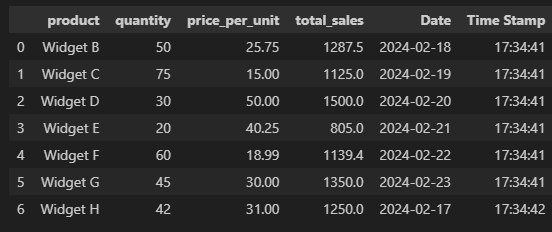 product quantity price_per_unit total_sales Date Time Stamp
0 Widget B 50 25.75 1287.5 2024-02-18 17:34:41
1 Widget C 75 15.00 1125.0 2024-02-19 17:34:41
2 Widget D 30 50.00 1500.0 2024-02-20 17:34:41
3 Widget E 20 40.25 805.0 2024-02-21 17:34:41
4 Widget F 60 18.99 1139.4 2024-02-22 17:34:41
5 Widget G 45 30.00 1350.0 2024-02-23 17:34:41
6 Widget H 42 31.00 1250.0 2024-02-17 17:34:42